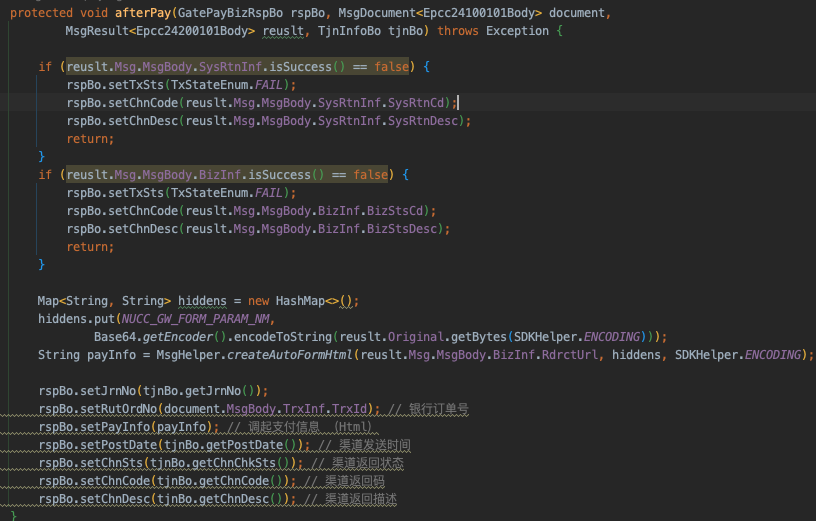 protected void afterPay(GatePayBizRspBo rspBo, MsgDocument<Epcc24100101Body> document,
MsgResult<Epcc24200101Body> reuslt, TjnInfoBo tjnBo) throws Exception {
if (reuslt.Msg.MsgBody.SysRtnInf.isSuccess() == false) {
rspBo.setTxSts(TxStateEnum.FAIL);
rspBo.setChnCode(reuslt.Msg.MsgBody.SysRtnInf.SysRtnCd);
rspBo.setChnDesc(reuslt.Msg.MsgBody.SysRtnInf.SysRtnDesc);
return;
}
if (reuslt.Msg.MsgBody.BizInf.isSuccess() == false) {
rspBo.setTxSts(TxStateEnum.FAIL);
rspBo.setChnCode(reuslt.Msg.MsgBody.BizInf.BizStsCd);
rspBo.setChnDesc(reuslt.Msg.MsgBody.BizInf.BizStsDesc);
return;
}
Map<String, String> hiddens = new HashMap<>();
hiddens.put(NUCC_GW_FORM_PARAM_NM,
Base64.getEncoder().encodeToString(reuslt.Original.getBytes(SDKHelper.ENCODING)));
String payInfo = MsgHelper.createAutoFormHtml(reuslt.Msg.MsgBody.BizInf.RdrctUrl, hiddens, SDKHelper.ENCODING);
rspBo.setJrnNo(tjnBo.getJrnNo());
rspBo.setRutOrdNo(document.MsgBody.TrxInf.TrxId); // 银行订单号
rspBo.setPayInfo(payInfo); // 调起支付信息 （Html）
rspBo.setPostDate(tjnBo.getPostDate()); // 渠道发送时间
rspBo.setChnSts(tjnBo.getChnChkSts()); // 渠道返回状态
rspBo.setChnCode(tjnBo.getChnCode()); // 渠道返回码
rspBo.setChnDesc(tjnBo.getChnDesc()); // 渠道返回描述
}